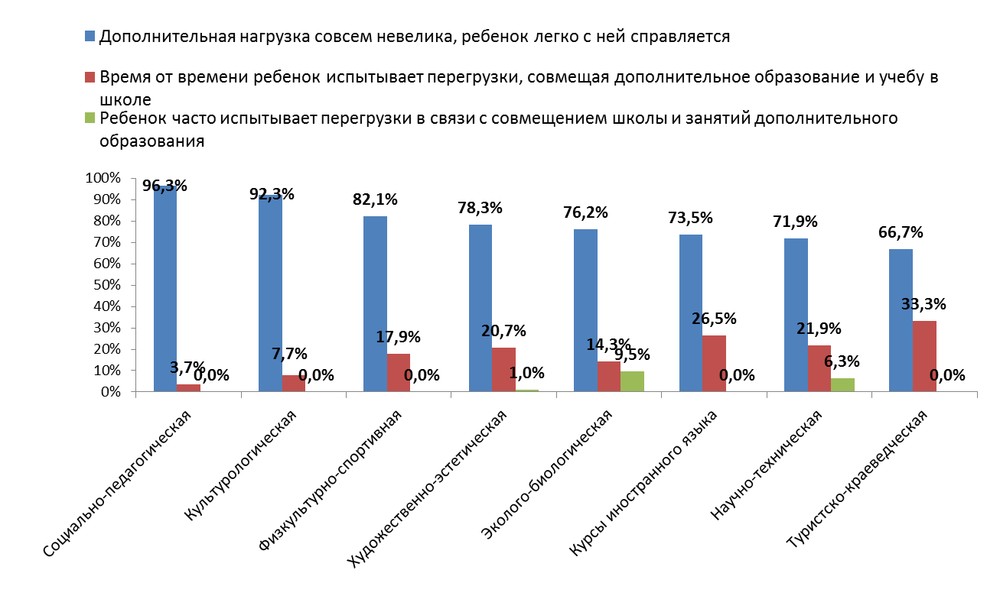 Дополнительная нагрузка совсем невелика, ребенок легко с ней справляется
Время от времени ребенок испытывает перегрузки, совмещая дополнительное образование и учебу в
школе
Ребенок часто испытывает перегрузки в связи с совмещением школы и занятий дополнительного
образования
100%
90%
80%
70%
60%
50%
40%
30%
20%
10%
0%
96,3%
3,7%
0,0%
92,3%
7,7%
0,0%
82,1%
17,9%
0,0%
78,3%
20,7%
1,0%
76,2%
14,3%
9,5%
73,5%
26,5%
0,0%
71,9%
21,9%
6,3%
66,7%
33,3%
0,0%
Социально-педагогическая
Культурологическая
Физкультурно-спортивная
Художественно-эстетическая
Эколого-биологическая
Курсы иностранного языка
Научно-техническая
Туристско-краеведческая